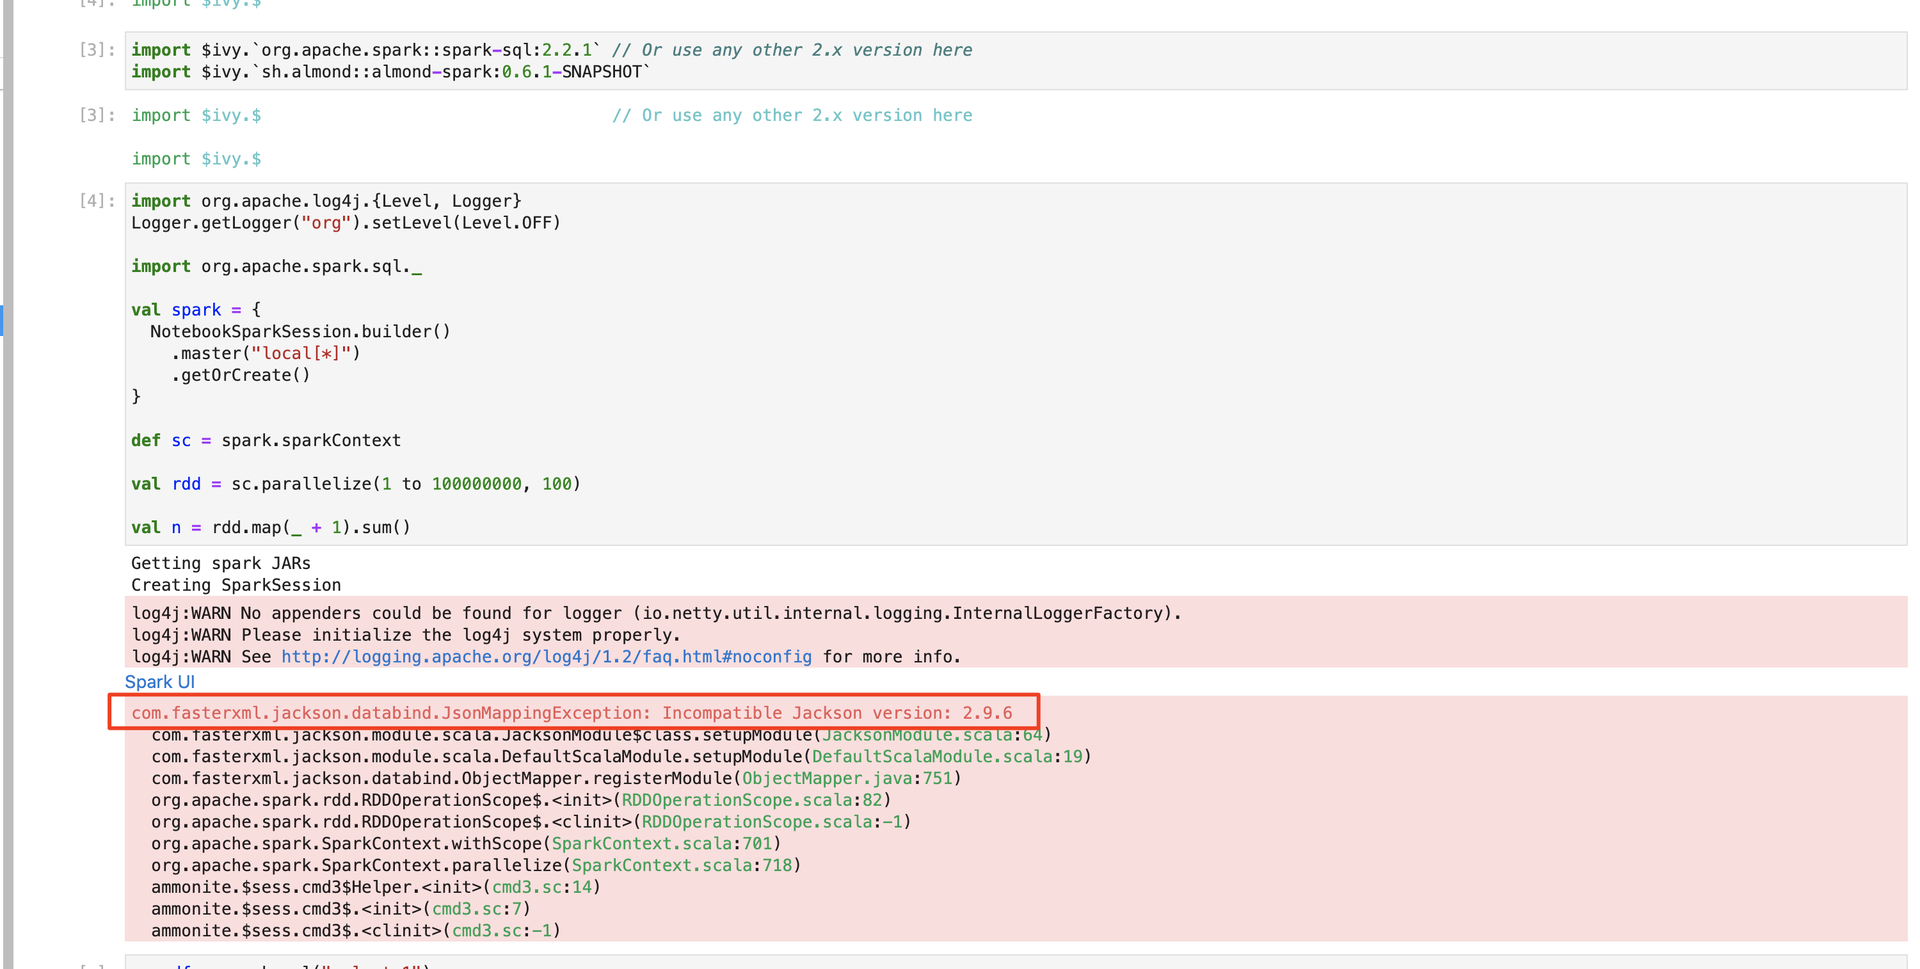 [4]: import $ivy.$
[3]: import $ivy.`org.apache.spark::spark-sql:2.2.1` // Or use any other 2.x version here
import $ivy.`sh.almond::almond-spark:0.6.1-SNAPSHOT`
[3]: import $ivy.$ // Or use any other 2.x version here
import $ivy.$
[4]: import org.apache.log4j.{Level, Logger}
Logger.getLogger("org").setLevel(Level.OFF)
import org.apache.spark.sql._
val spark = {
NotebookSparkSession.builder()
.master("local[*]")
.getOrCreate()
}
def sc = spark.sparkContext
val rdd = sc.parallelize(1 to 100000000, 100)
val n = rdd.map(_ + 1).sum()
Getting spark JARs
Creating SparkSession
log4j:WARN No appenders could be found for logger (io.netty.util.internal.logging.InternalLoggerFactory).
log4j:WARN Please initialize the log4j system properly.
log4j:WARN See http://logging.apache.org/log4j/1.2/faq.html#noconfig for more info.
Spark UI
com.fasterxml.jackson.databind.JsonMappingException: Incompatible Jackson version: 2.9.6
com.fasterxml.jackson.module.scala.JacksonModule$class.setupModule(JacksonModule.scala:64)
com.fasterxml.jackson.module.scala.DefaultScalaModule.setupModule(DefaultScalaModule.scala:19)
com.fasterxml.jackson.databind.ObjectMapper.registerModule(ObjectMapper.java:751)
org.apache.spark.rdd.RDDOperationScope$.<init>(RDDOperationScope.scala:82)
org.apache.spark.rdd.RDDOperationScope$.<clinit>(RDDOperationScope.scala:-1)
org.apache.spark.SparkContext.withScope(SparkContext.scala:701)
org.apache.spark.SparkContext.parallelize(SparkContext.scala:718)
ammonite.$sess.cmd3$Helper.<init>(cmd3.sc:14)
ammonite.$sess.cmd3$.<init>(cmd3.sc:7)
ammonite.$sess.cmd3$.<clinit>(cmd3.sc:-1)